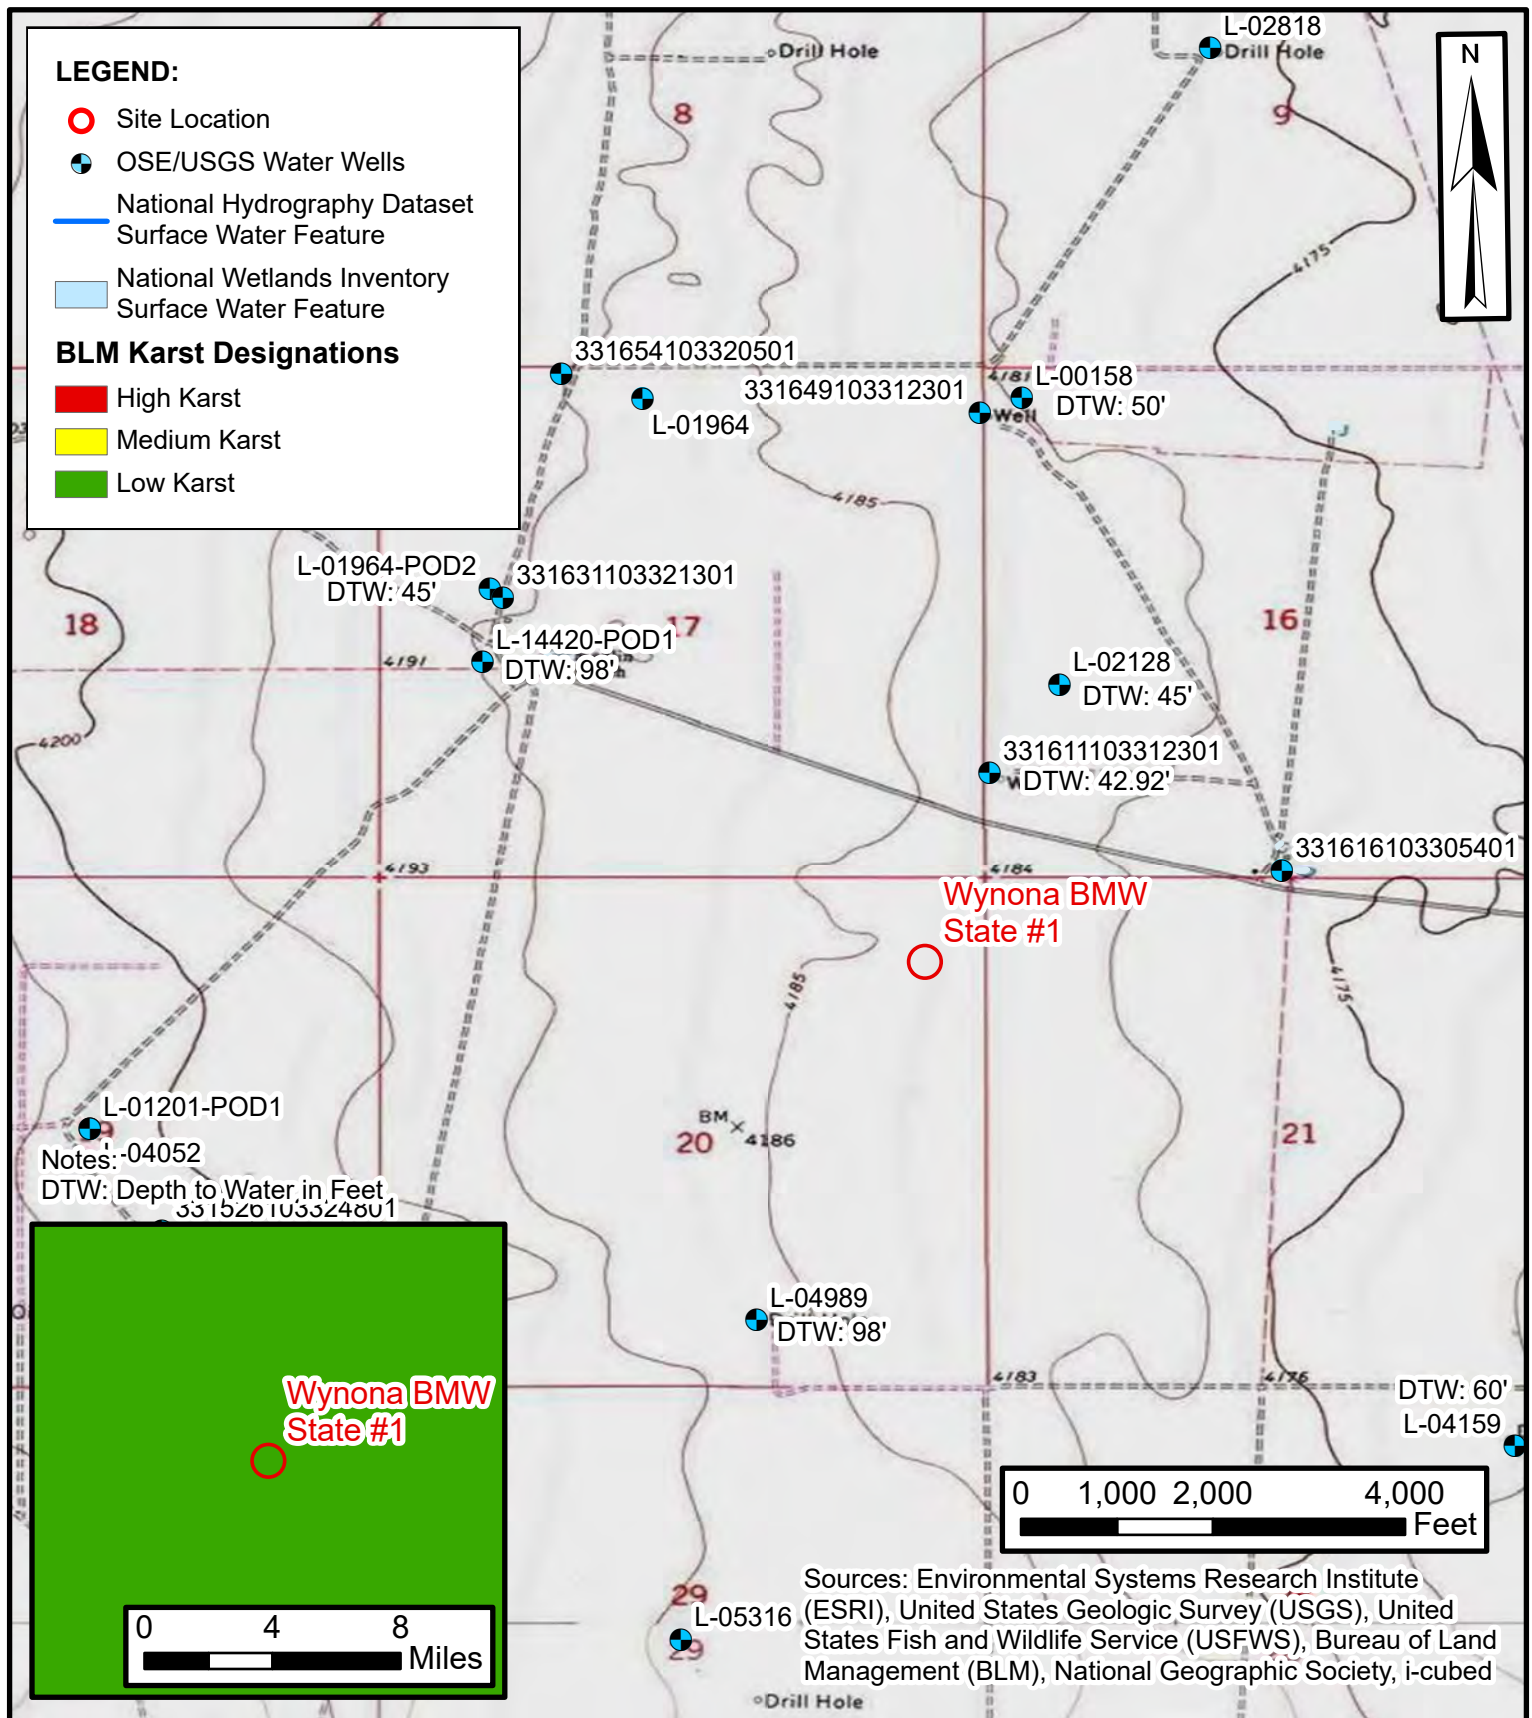 LEGEND:
Site Location
OSE/USGS Water Wells
National Hydrography Dataset
Surface Water Feature
National Wetlands Inventory
Surface Water Feature
BLM Karst Designations
High Karst
Medium Karst
Low Karst
N
L-02818
Drill Hole
Drill Hole
8
9
4175
331654103320501
L-01964
331649103312301
4181
L-00158
DTW: 50'
Well
4185
L-01964-POD2
DTW: 45'
331631103321301
18
17
16
L-14420-POD1
DTW: 98'
4191
L-02128
DTW: 45'
4200
331611103312301
DTW: 42.92'
331616103305401
4193
4184
Wynona BMW
State #1
4185
4175
L-01201-POD1
BM
4186
20
21
-04052
Notes:
DTW: Depth to Water in Feet
331526103324801
L-04989
DTW: 98'
4183
4176
DTW: 60'
L-04159
Wynona BMW
State #1
0 4 8
Miles
0 1,000 2,000 4,000
Feet
29
L-05316
29
Drill Hole
Sources: Environmental Systems Research Institute
(ESRI), United States Geologic Survey (USGS), United
States Fish and Wildlife Service (USFWS), Bureau of Land
Management (BLM), National Geographic Society, i-cubed